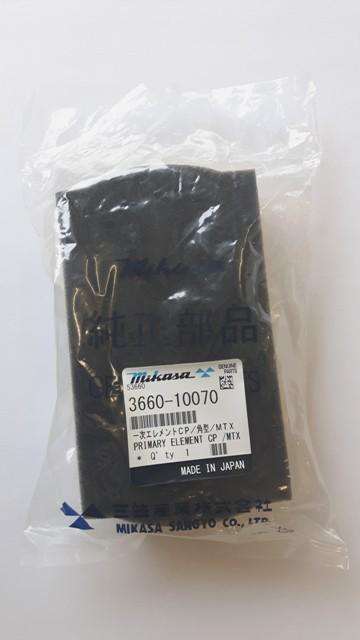 mikasa
純正部品
mikasa
GENUINE
PARTS
53660
3660-10070
一次エレメントCP/角型/MTX
PRIMARY ELEMENT CP /MTX
* Q' ty 1
MADE IN JAPAN
三笠産業株式会社
MIKASA SANGYO CO., LTD.